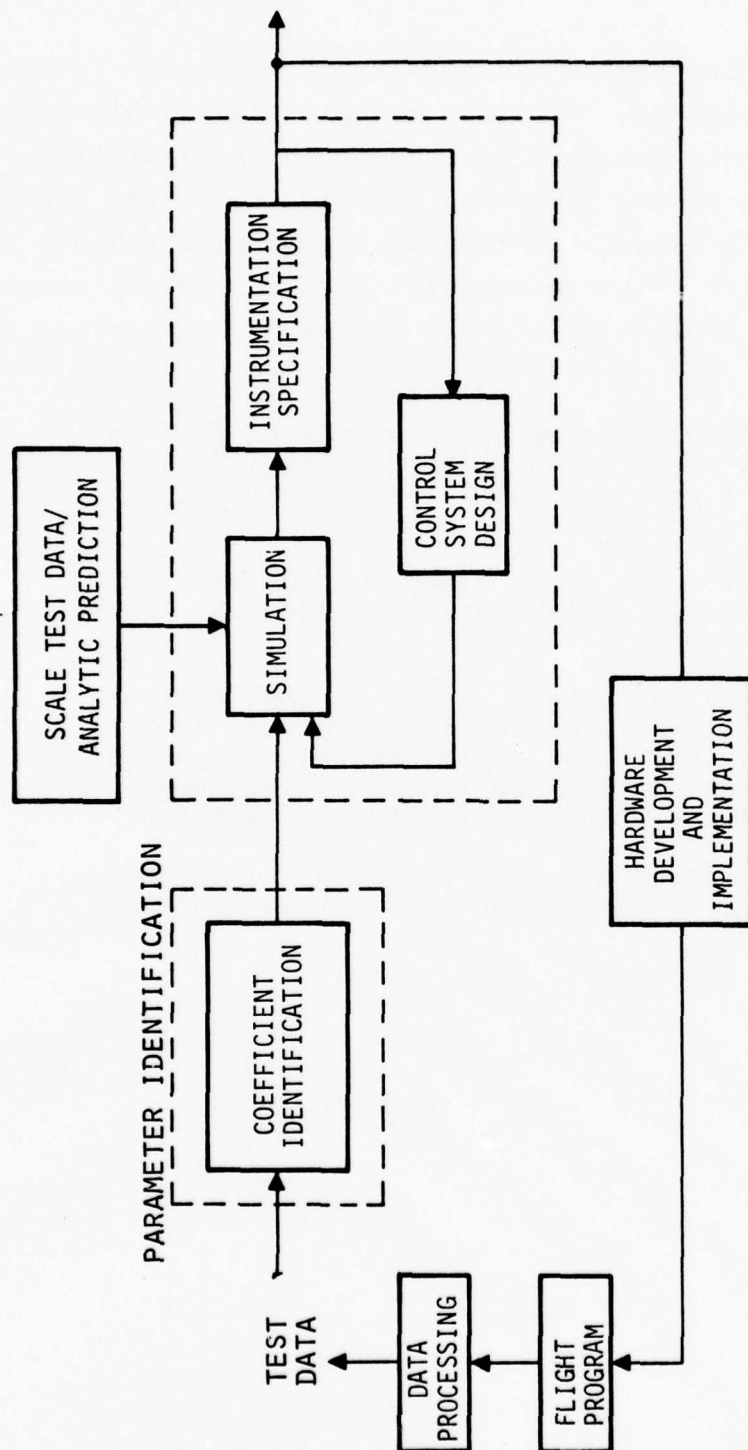 SCALE TEST DATA/
ANALYTIC PREDICTION
PARAMETER IDENTIFICATION
COEFFICIENT
IDENTIFICATION
SIMULATION
INSTRUMENTATION
SPECIFICATION
CONTROL
SYSTEM
DESIGN
TEST
DATA
DATA
PROCESSING
FLIGHT
PROGRAM
HARDWARE
DEVELOPMENT
AND
IMPLEMENTATION